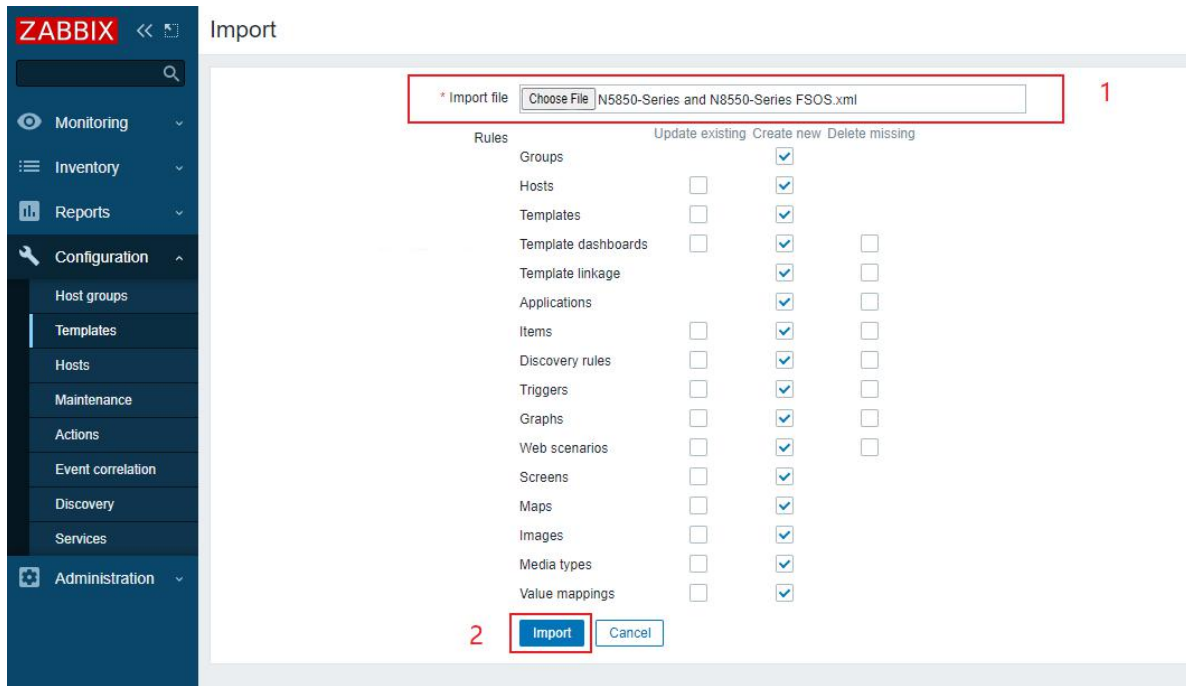 ZABBIX
Import
* Import file Choose File N5850-Series and N8550-Series FSOS.xml 1
Rules Update existing Create new Delete missing
Groups
Hosts
Templates
Template dashboards
Template linkage
Applications
Items
Discovery rules
Triggers
Graphs
Web scenarios
Screens
Maps
Images
Media types
Value mappings
2 Import Cancel
Monitoring
Inventory
Reports
Configuration
Host groups
Templates
Hosts
Maintenance
Actions
Event correlation
Discovery
Services
Administration